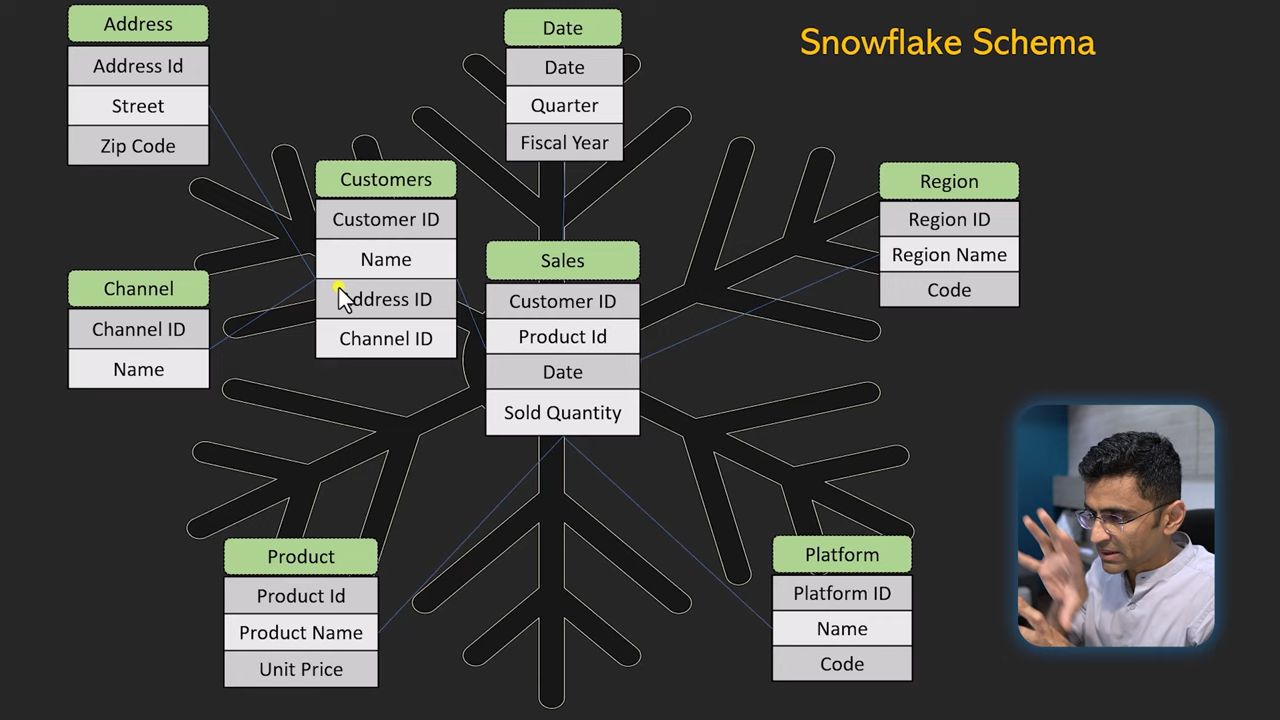 Snowflake Schema
Address
Address Id
Street
Zip Code
Date
Date
Quarter
Fiscal Year
Customers
Customer ID
Name
Address ID
Channel ID
Region
Region ID
Region Name
Code
Sales
Customer ID
Product Id
Date
Sold Quantity
Channel
Channel ID
Name
Product
Product Id
Product Name
Unit Price
Platform
Platform ID
Name
Code